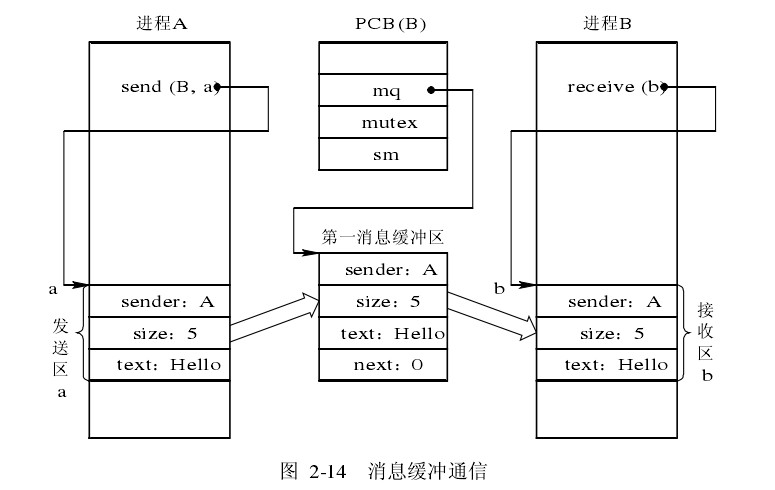 进程A
PCB(B)
进程B
send (B, a)
mq
mutex
sm
receive (b)
第一消息缓冲区
a
sender: A
size: 5
text: Hello
发送区
a
sender: A
size: 5
text: Hello
next: 0
b
sender: A
size: 5
text: Hello
接收区
b
图 2-14 消息缓冲通信